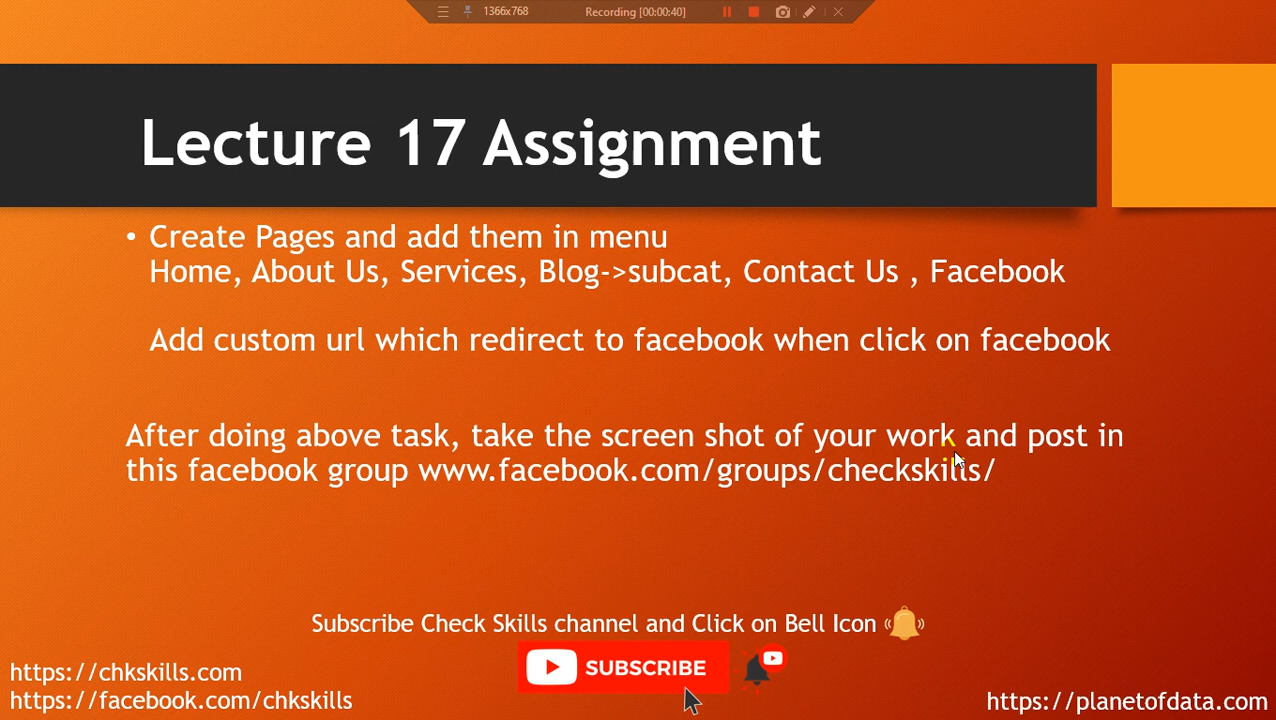 1366x768 Recording [00:00:40]
Lecture 17 Assignment
• Create Pages and add them in menu
Home, About Us, Services, Blog->subcat, Contact Us , Facebook
Add custom url which redirect to facebook when click on facebook
After doing above task, take the screen shot of your work and post in
this facebook group www.facebook.com/groups/checkskills/
Subscribe Check Skills channel and Click on Bell Icon
SUBSCRIBE
https://chkskills.com
https://facebook.com/chkskills
https://planetofdata.com